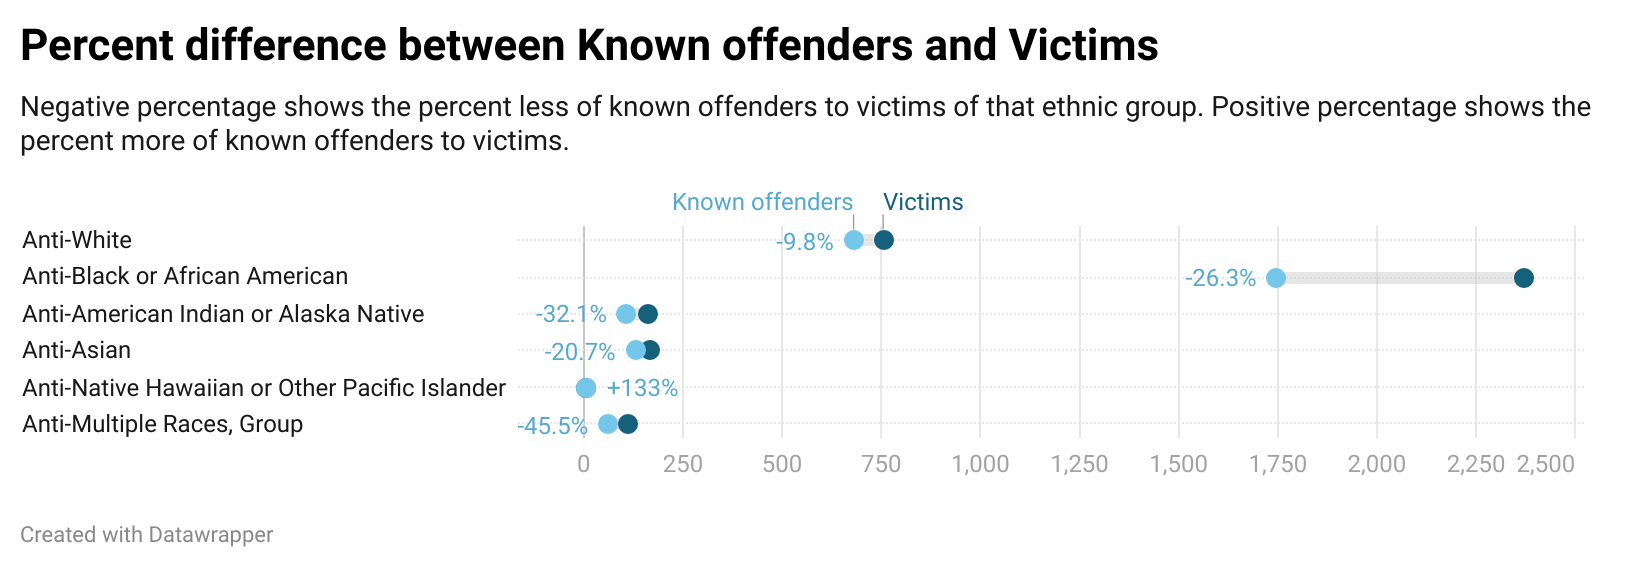 Percent difference between Known offenders and Victims
Negative percentage shows the percent less of known offenders to victims of that ethnic group. Positive percentage shows the
percent more of known offenders to victims.
Known offenders Victims
Anti-White -9.8%
Anti-Black or African American -26.3%
Anti-American Indian or Alaska Native -32.1%
Anti-Asian -20.7%
Anti-Native Hawaiian or Other Pacific Islander +133%
Anti-Multiple Races, Group -45.5%
0 250 500 750 1,000 1,250 1,500 1,750 2,000 2,250 2,500
Created with Datawrapper